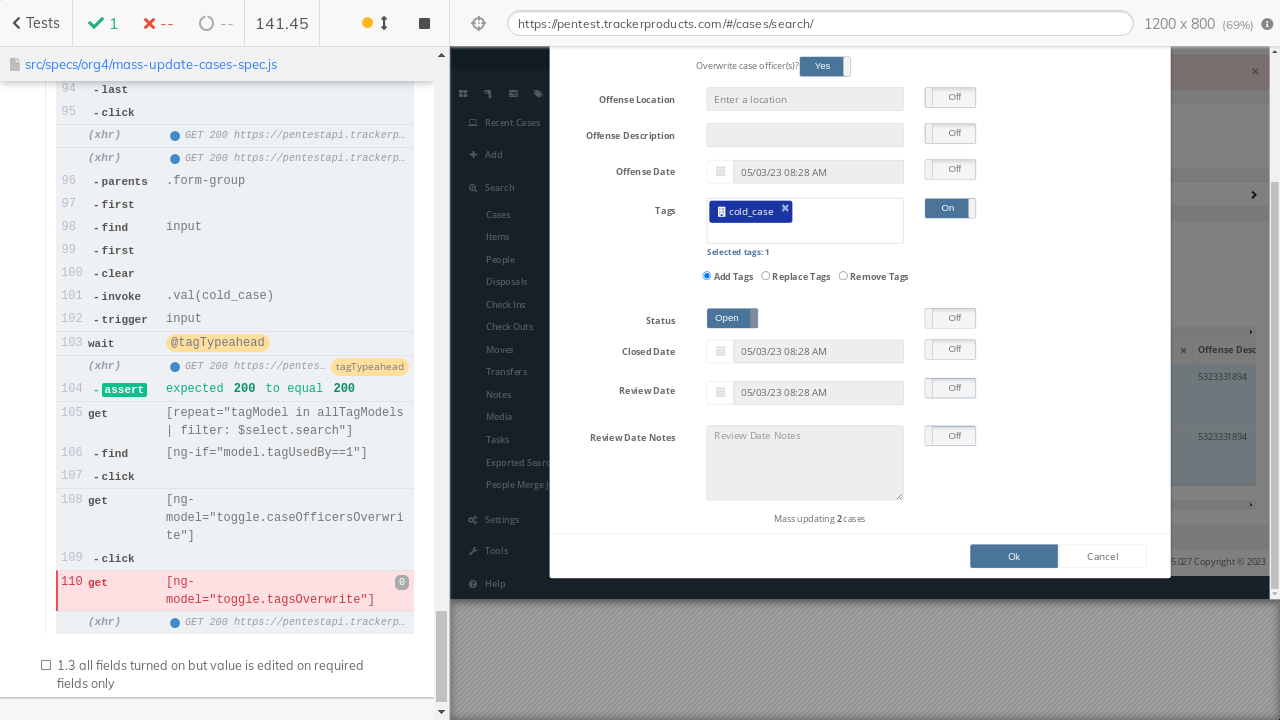 Tests
1
--
--
141.45
https://pentest.trackerproducts.com/#/cases/search/
1200 x 800 (69%)
src/specs/org4/mass-update-cases-spec.js
94 - last
95 - click
(xhr) GET 200 https://pentestapi.trackerp…
(xhr) GET 200 https://pentestapi.trackerp…
96 - parents .form-group
97 - first
98 - find input
99 - first
100 - clear
101 - invoke .val(cold_case)
102 - trigger input
103 wait @tagTypeahead
(xhr) GET 200 https://pentes… tagTypeahead
104 - assert expected 200 to equal 200
105 get [repeat="tagModel in allTagModels
| filter: $select.search"]
106 - find [ng-if="model.tagUsedBy==1"]
107 - click
108 get [ng-
model="toggle.caseOfficersOverwri
te"]
109 - click
110 get [ng- 0
model="toggle.tagsOverwrite"]
(xhr) GET 200 https://pentestapi.trackerp…
1.3 all fields turned on but value is edited on required
fields only
Recent Cases
Add
Search
Cases
Items
People
Disposals
Check Ins
Check Outs
Moves
Transfers
Notes
Media
Tasks
Exported Searc
People Merge J
Settings
Tools
Help
Overwrite case officer(s)? Yes
Offense Location Enter a location Off
Offense Description Off
Offense Date 05/03/23 08:28 AM Off
Tags cold_case On
Selected tags: 1
Add Tags Replace Tags Remove Tags
Status Open Off
Closed Date 05/03/23 08:28 AM Off
Review Date 05/03/23 08:28 AM Off
Review Date Notes Review Date Notes Off
Mass updating 2 cases
Ok Cancel
Offense Desc
5323331894
5323331894
5.027 Copyright © 2023